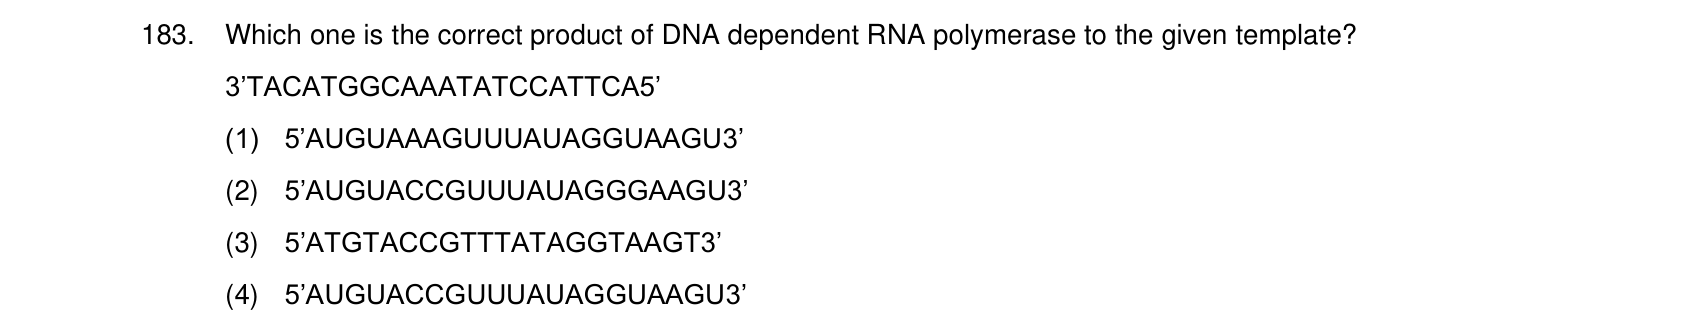 183. Which one is the correct product of DNA dependent RNA polymerase to the given template?
3’TACATGGCAAATATCCATTCA5’
(1) 5’AUGUAAAGUUUAUAGGUAAGU3’
(2) 5’AUGUACCGUUUAUAGGGAAGU3’
(3) 5’ATGTACCGTTTATAGGTAAGT3’
(4) 5’AUGUACCGUUUAUAGGUAAGU3’